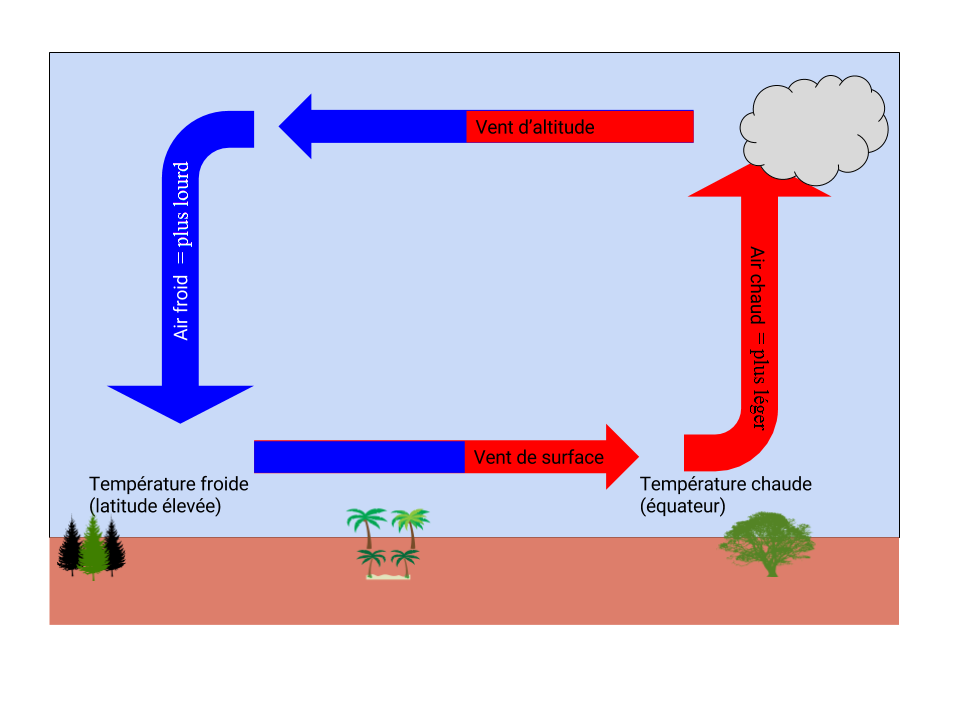 Vent d'altitude
Air froid = plus lourd
Air chaud = plus léger
Vent de surface
Température froide
(latitude élevée)
Température chaude
(équateur)